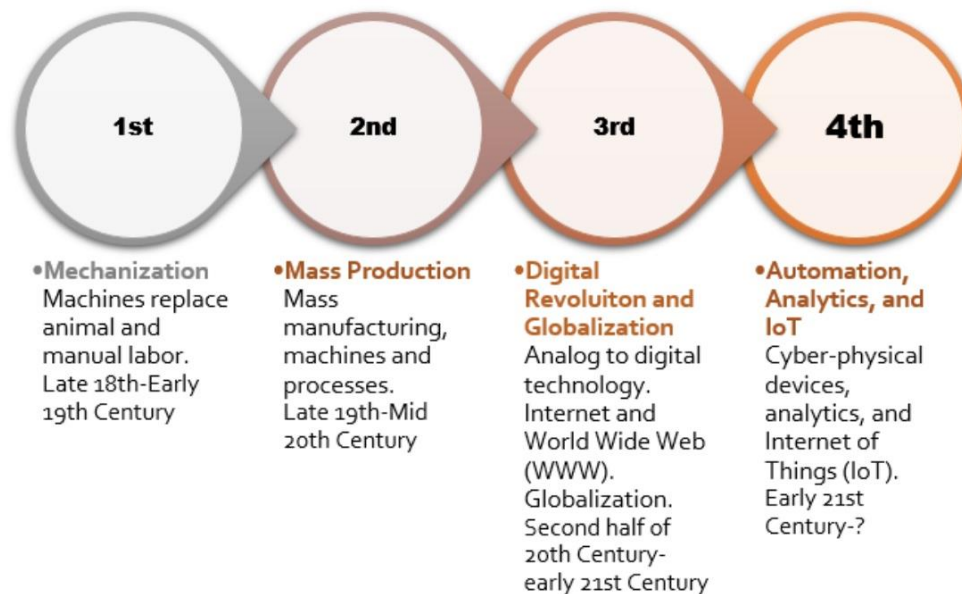 1st
2nd
3rd
4th
•Mechanization
Machines replace
animal and
manual labor.
Late 18th-Early
19th Century
•Mass Production
Mass
manufacturing,
machines and
processes.
Late 19th-Mid
20th Century
•Digital
Revoluiton and
Globalization
Analog to digital
technology.
Internet and
World Wide Web
(WWW).
Globalization.
Second half of
20th Century-
early 21st Century
•Automation,
Analytics, and
IoT
Cyber-physical
devices,
analytics, and
Internet of
Things (IoT).
Early 21st
Century-?